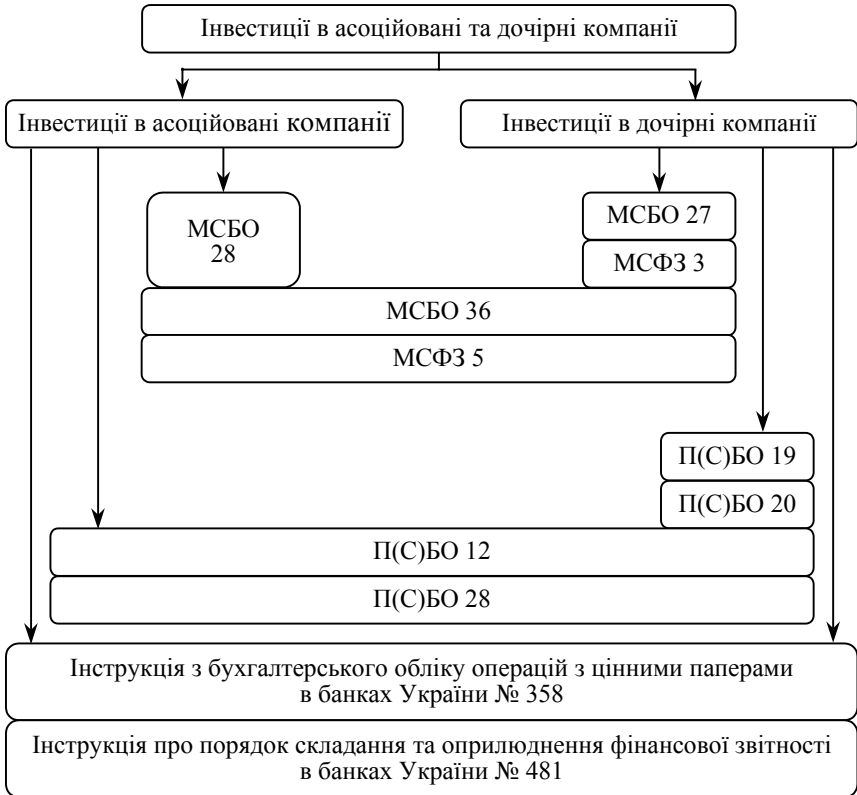 Інвестиції в асоційовані та дочірні компанії
Інвестиції в асоційовані компанії
Інвестиції в дочірні компанії
МСБО
28
МСБО 27
МСФЗ 3
МСБО 36
МСФЗ 5
П(С)БО 19
П(С)БО 20
П(С)БО 12
П(С)БО 28
Інструкція з бухгалтерського обліку операцій з цінними паперами
в банках України № 358
Інструкція про порядок складання та оприлюднення фінансової звітності
в банках України № 481